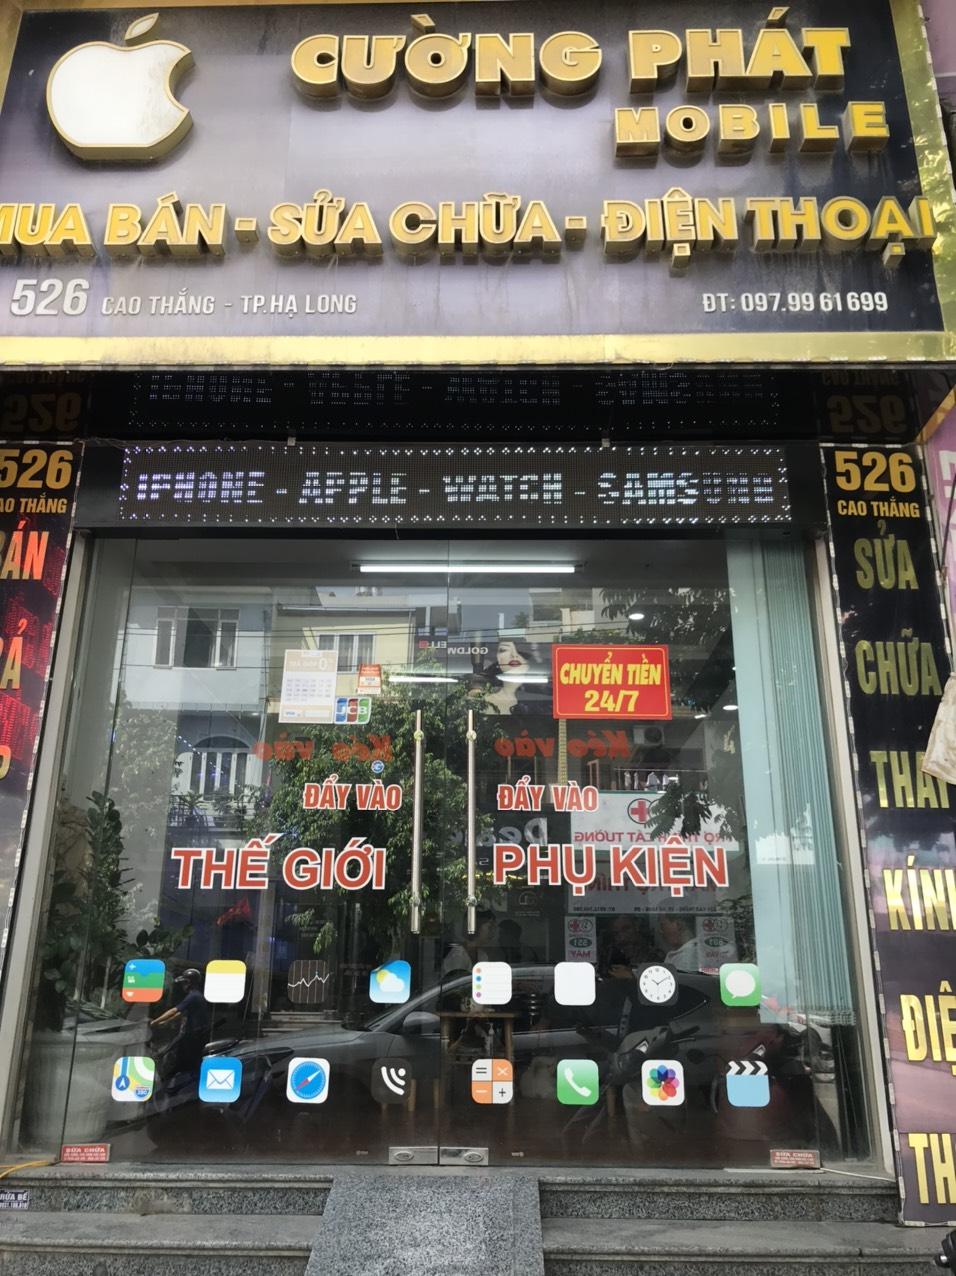 CƯỜNG PHÁT
MOBILE
MUA BÁN - SỬA CHỮA - ĐIỆN THOẠI
526 CAO THẮNG - TP.HẠ LONG
ĐT: 097.99 61 699
IPHONE - APPLE - WATCH - SAMSUNG
526
CAO THẮNG
BÁN
526
CAO THẮNG
SỬA
CHỮA
THAY
KÍNH
ĐIỆ
TH
CHUYỂN TIỀN
24/7
JCB
Kéo vào
Kéo vào
ĐẨY VÀO
ĐẨY VÀO
THẾ GIỚI
PHỤ KIỆN
SỬA CHỮA
SỬA CHỮA